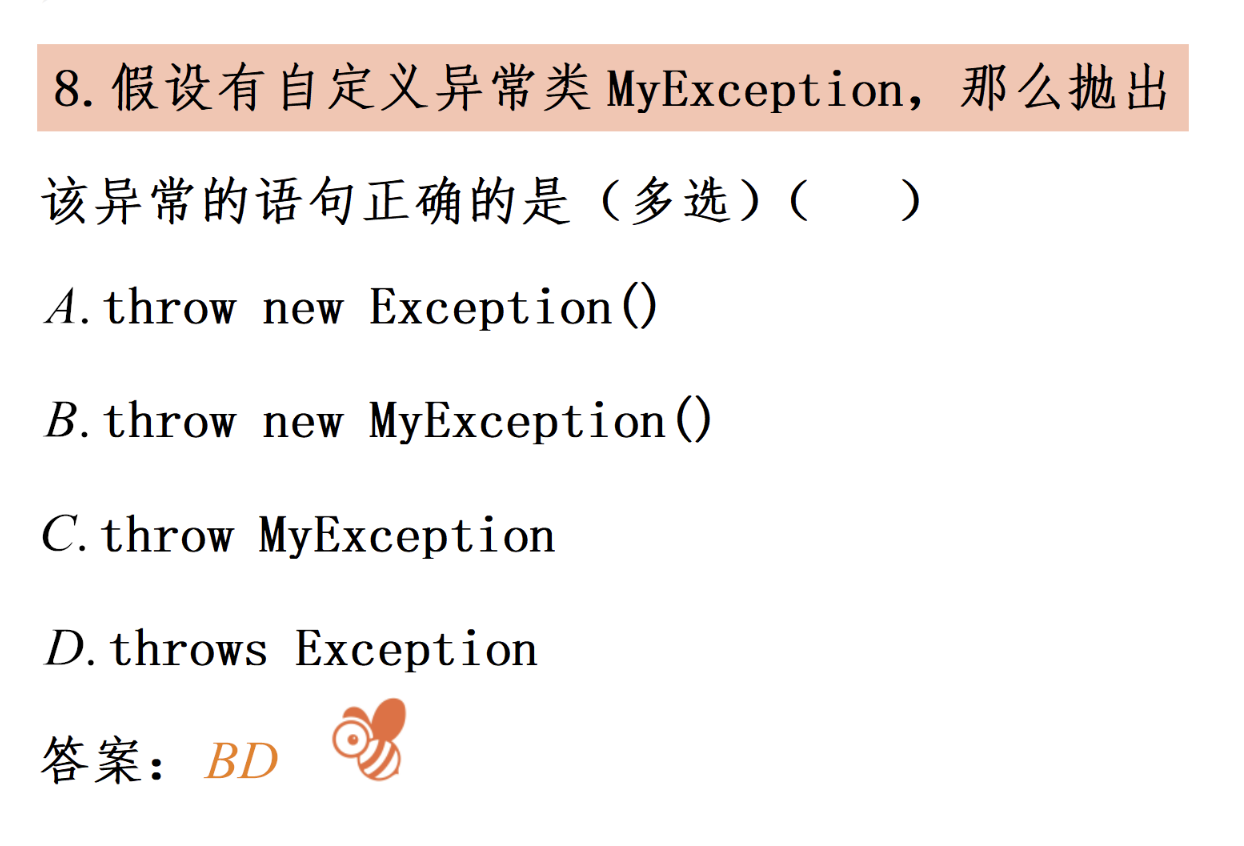 8.假设有自定义异常类MyException，那么抛出
该异常的语句正确的是（多选）（　　）
A.throw new Exception()
B.throw new MyException()
C.throw MyException
D.throws Exception
答案：BD